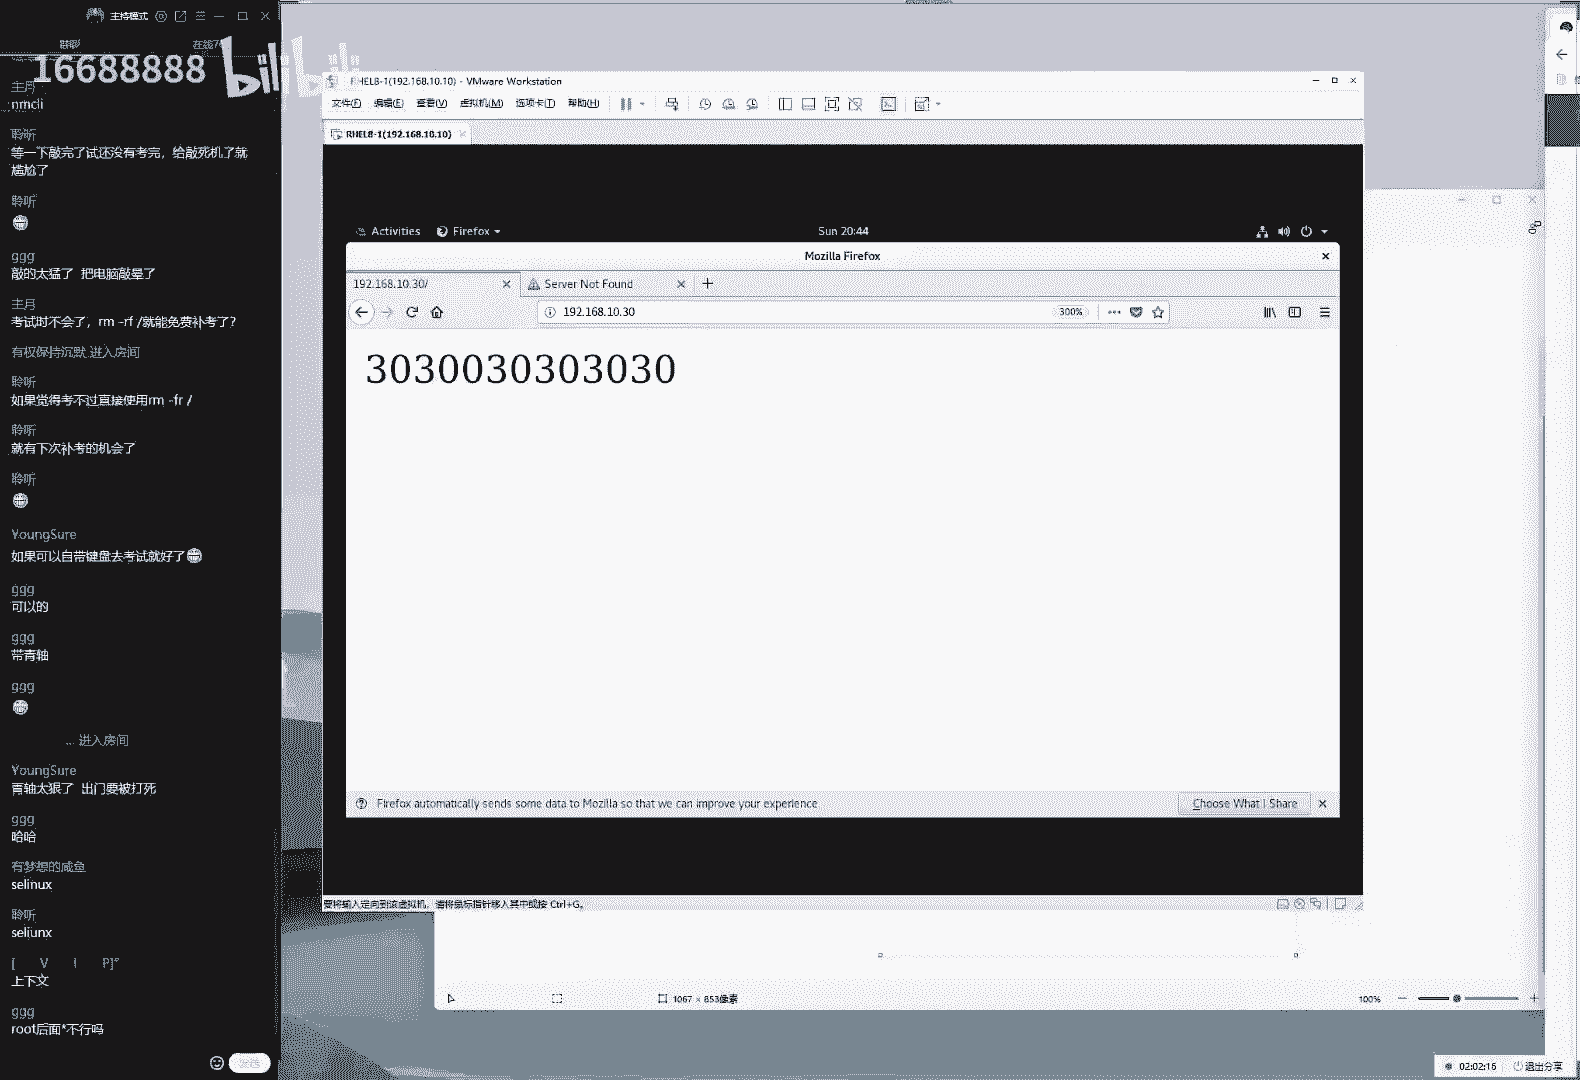 主持模式
群聊
16688888 bilibili
主月
nmcli
聆听
等一下敲完了试还没有考完，给敲死机了就
尴尬了
聆听
ggg
敲的太猛了 把电脑敲晕了
主月
考试时不会了，rm -rf /就能免费补考了？
有权保持沉默 进入房间
聆听
如果觉得考不过直接使用rm -fr /
聆听
就有下次补考的机会了
聆听
YoungSure
如果可以自带键盘去考试就好了
ggg
可以的
ggg
带青轴
ggg
... 进入房间
YoungSure
青轴太狠了 出门要被打死
ggg
哈哈
有梦想的咸鱼
selinux
聆听
seliunx
[ V I P]"
上下文
ggg
root后面*不行吗
发送
RHEL8-1(192.168.10.10) - VMware Workstation
文件(F) 编辑(E) 查看(V) 虚拟机(M) 选项卡(T) 帮助(H)
RHEL8-1(192.168.10.10)
Activities Firefox Sun 20:44
Mozilla Firefox
192.168.10.30/ Server Not Found
192.168.10.30 300%
3030030303030
Firefox automatically sends some data to Mozilla so that we can improve your experience Choose What I Share
要将输入定向到该虚拟机，请将鼠标指针移入其中或按 Ctrl+G。
1067 × 853像素 100%
02:02:16 退出分享